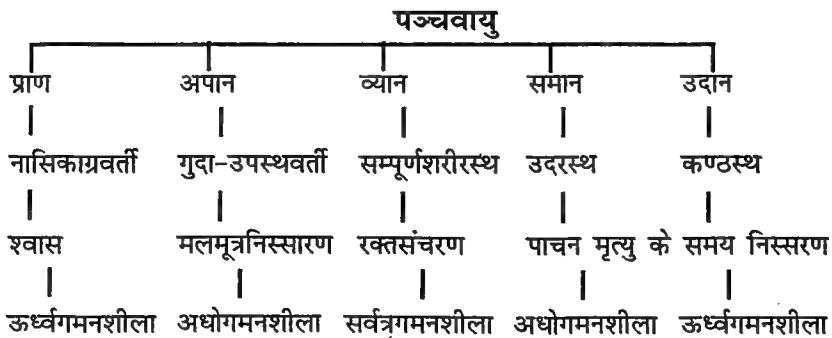 पञ्चवायु
प्राण अपान व्यान समान उदान
नासिकाग्रवर्ती गुदा-उपस्थवर्ती सम्पूर्णशरीरस्थ उदरस्थ कण्ठस्थ
श्वास मलमूत्रनिस्सारण रक्तसंचरण पाचन मृत्यु के समय निस्सरण
ऊर्ध्वगमनशीला अधोगमनशीला सर्वत्रगमनशीला अधोगमनशीला ऊर्ध्वगमनशीला